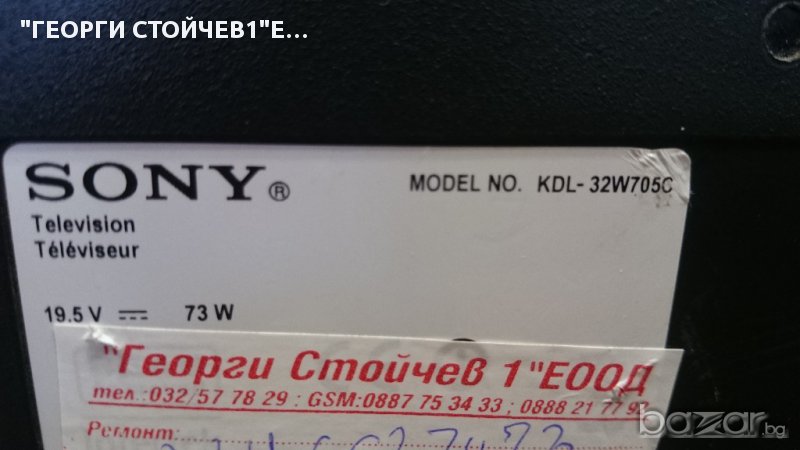 "ГЕОРГИ СТОЙЧЕВ1"Е...
SONY®
MODEL NO. KDL-32W705C
Television
Téléviseur
19.5 V 73 W
"Георги Стойчев 1"ЕООД
тел.:032/57 78 29 ; GSM:0887 75 34 33 ; 0888 21 77 92
Ремонт:
bazar.bg